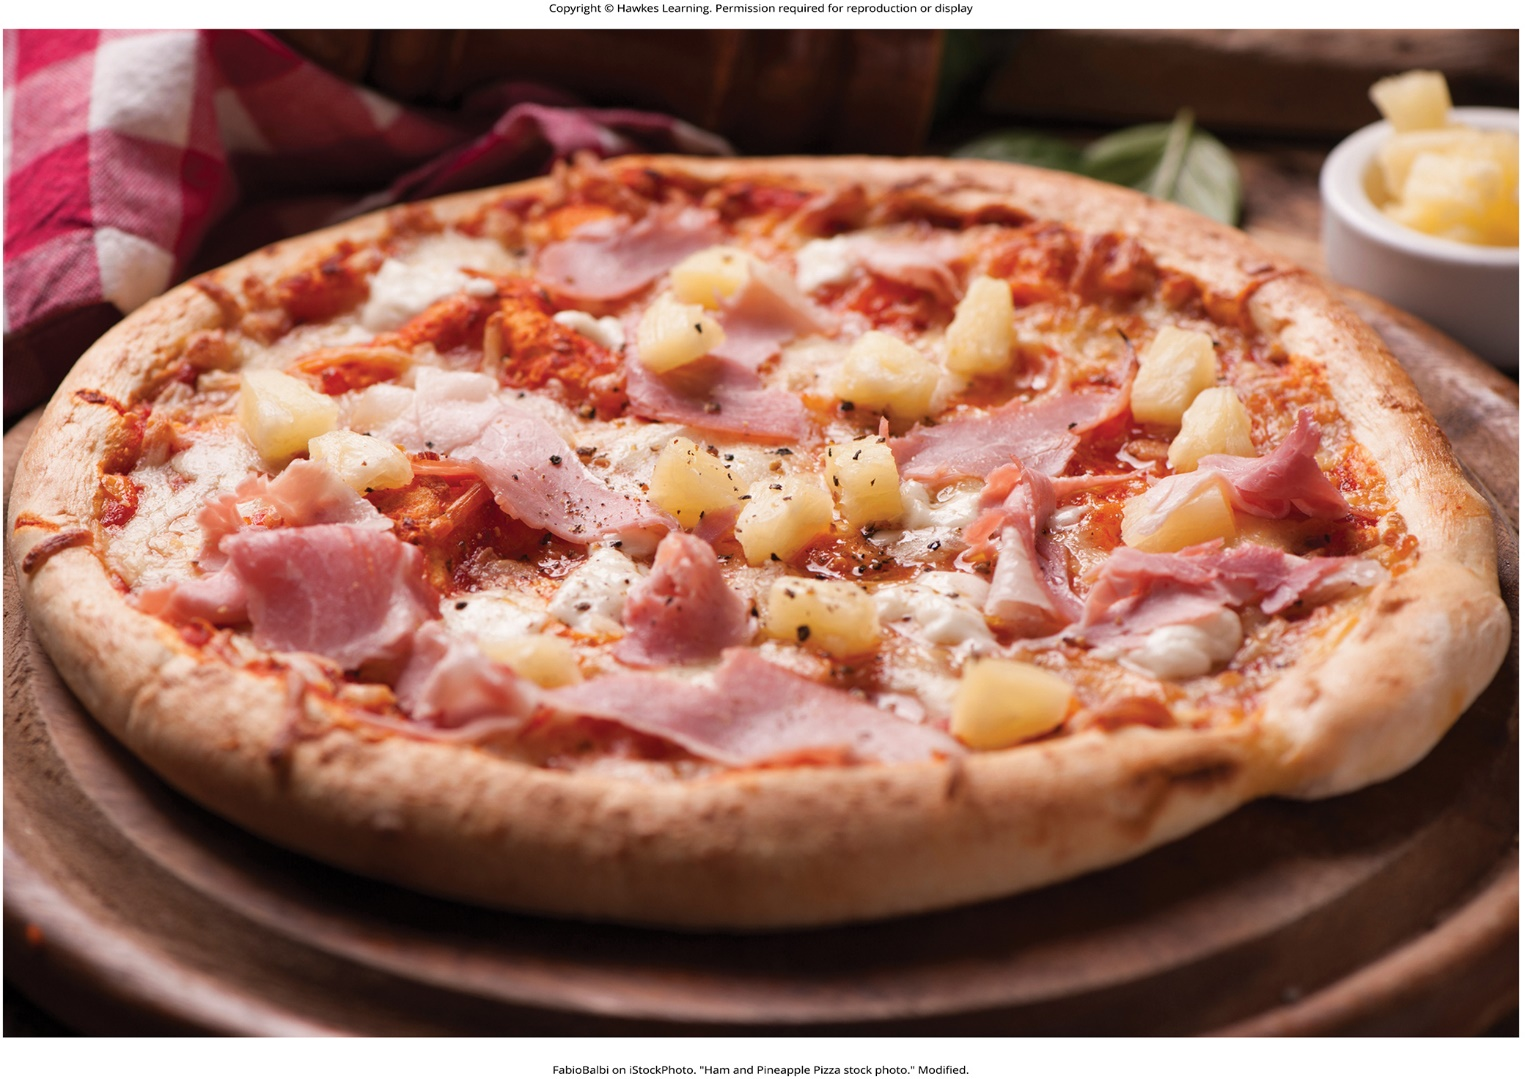 Copyright © Hawkes Learning. Permission required for reproduction or display
FabioBalbi on iStockPhoto. "Ham and Pineapple Pizza stock photo." Modified.